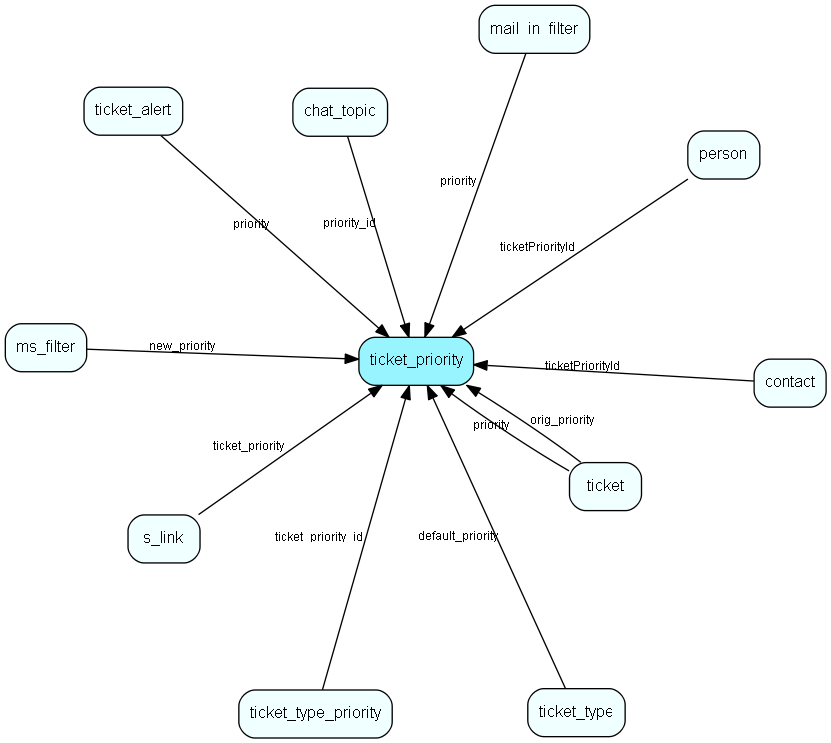 mail_in_filter
ticket_alert
chat_topic
person
priority
priority
priority_id
ticketPriorityId
ms_filter
new_priority
ticket_priority
ticketPriorityId
contact
orig_priority
priority
ticket_priority
ticket
s_link
ticket_priority_id
default_priority
ticket_type_priority
ticket_type